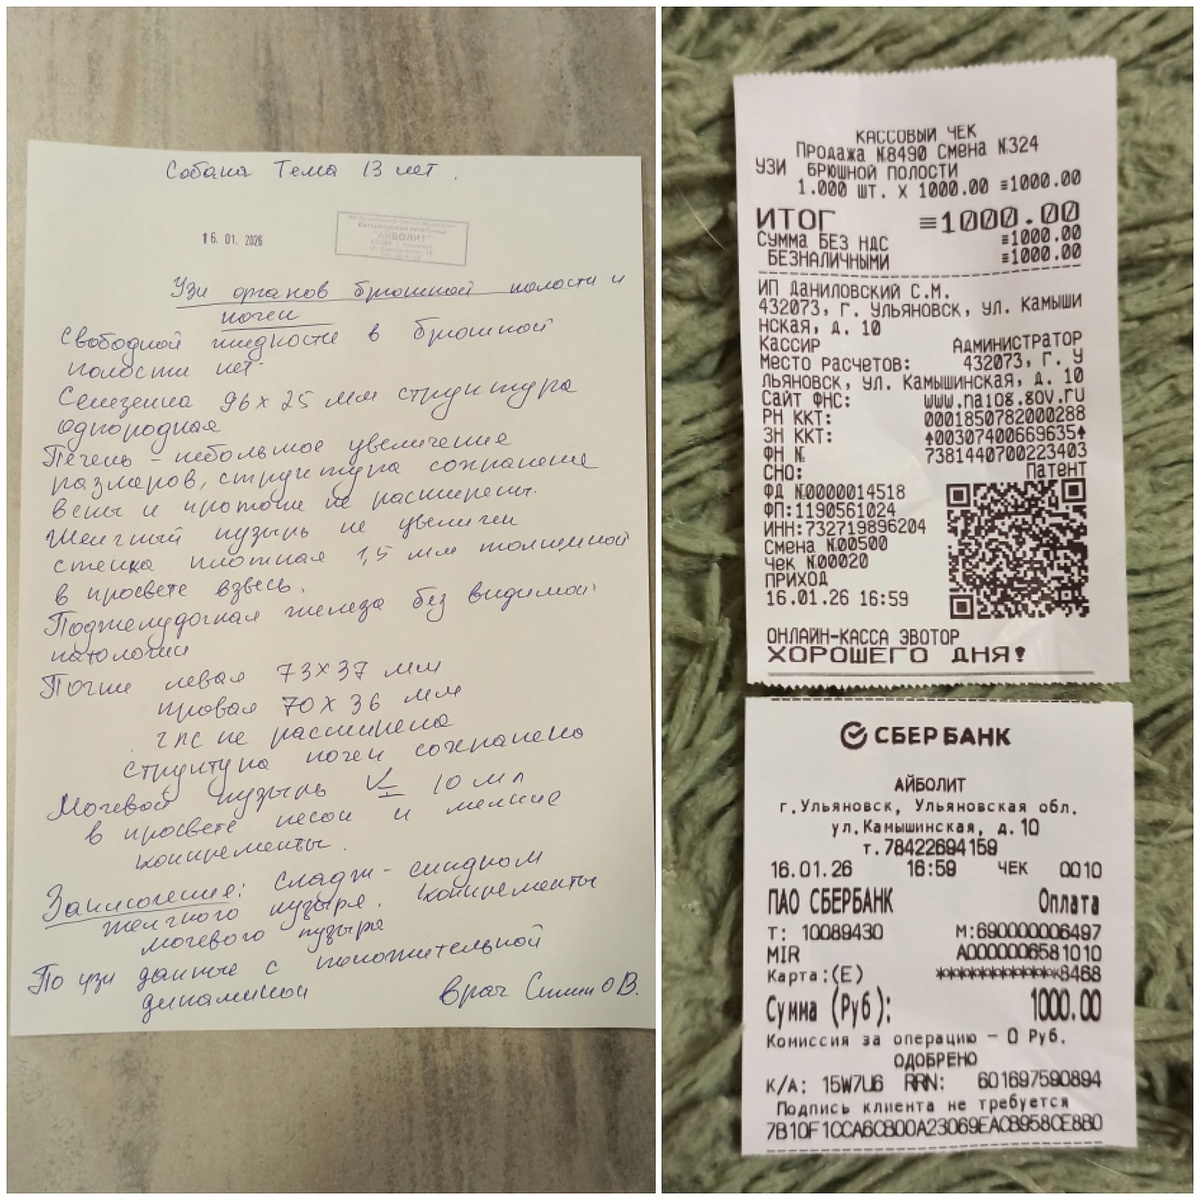 Собака Тема 13 лет.
16. 01. 2026
Ветеринарная лечебница
"АЙБОЛИТ"
Узи органов брюшной полости и
почек
Свободной жидкости в брюшной
полости нет
Селезенка 96х25 мм структура
однородная
Печень - небольшое увеличение
размеров, структура сохранена
вены и протоки не расширены.
Желчный пузырь не увеличен
стенка плотная 1,5 мм толщиной
в просвете взвесь.
Поджелудочная железа без видимой
патологии
Почки левая 73х37 мм
правая 70х36 мм
ЧЛС не расширена
структура почек сохранена
Мочевой пузырь V= 10 мл
в просвете песок и мелкие
конкременты.
Заключение: сладж-синдром
желчного пузыря. Конкременты
мочевого пузыря
По узи данные с положительной
динамикой
врач О.В.
КАССОВЫЙ ЧЕК
Продажа №8490 Смена №324
УЗИ БРЮШНОЙ ПОЛОСТИ
1.000 шт. X 1000.00 ≡1000.00
ИТОГ ≡1000.00
СУММА БЕЗ НДС ≡1000.00
БЕЗНАЛИЧНЫМИ ≡1000.00
ИП ДАНИЛОВСКИЙ С.М.
432073, Г. УЛЬЯНОВСК, УЛ. КАМЫШИ
НСКАЯ, Д. 10
Кассир Администратор
Место расчетов: 432073, г. У
льяновск, ул. Камышинская, д. 10
Сайт ФНС: www.nalog.gov.ru
РН ККТ: 0001850782000288
ЗН ККТ: ↑00307400669635↑
ФН № 7381440700223403
СНО: Патент
ФД №0000014518
ФП:1190561024
ИНН:732719896204
Смена №00500
Чек №00020
ПРИХОД
16.01.26 16:59
ОНЛАЙН-КАССА ЭВОТОР
ХОРОШЕГО ДНЯ!
СБЕРБАНК
АЙБОЛИТ
г.Ульяновск, Ульяновская обл.
ул.Камышинская, д.10
т.78422694159
16.01.26 16:59 ЧЕК 0010
ПАО СБЕРБАНК Оплата
Т: 10089430 М:690000006497
MIR A0000006581010
Карта:(E) ************8468
Сумма (Руб): 1000.00
Комиссия за операцию – 0 Руб.
ОДОБРЕНО
К/А: 15W7U6 RRN: 601697590894
Подпись клиента не требуется
7B10F1CCA6C800A23069EACB958CE8B0